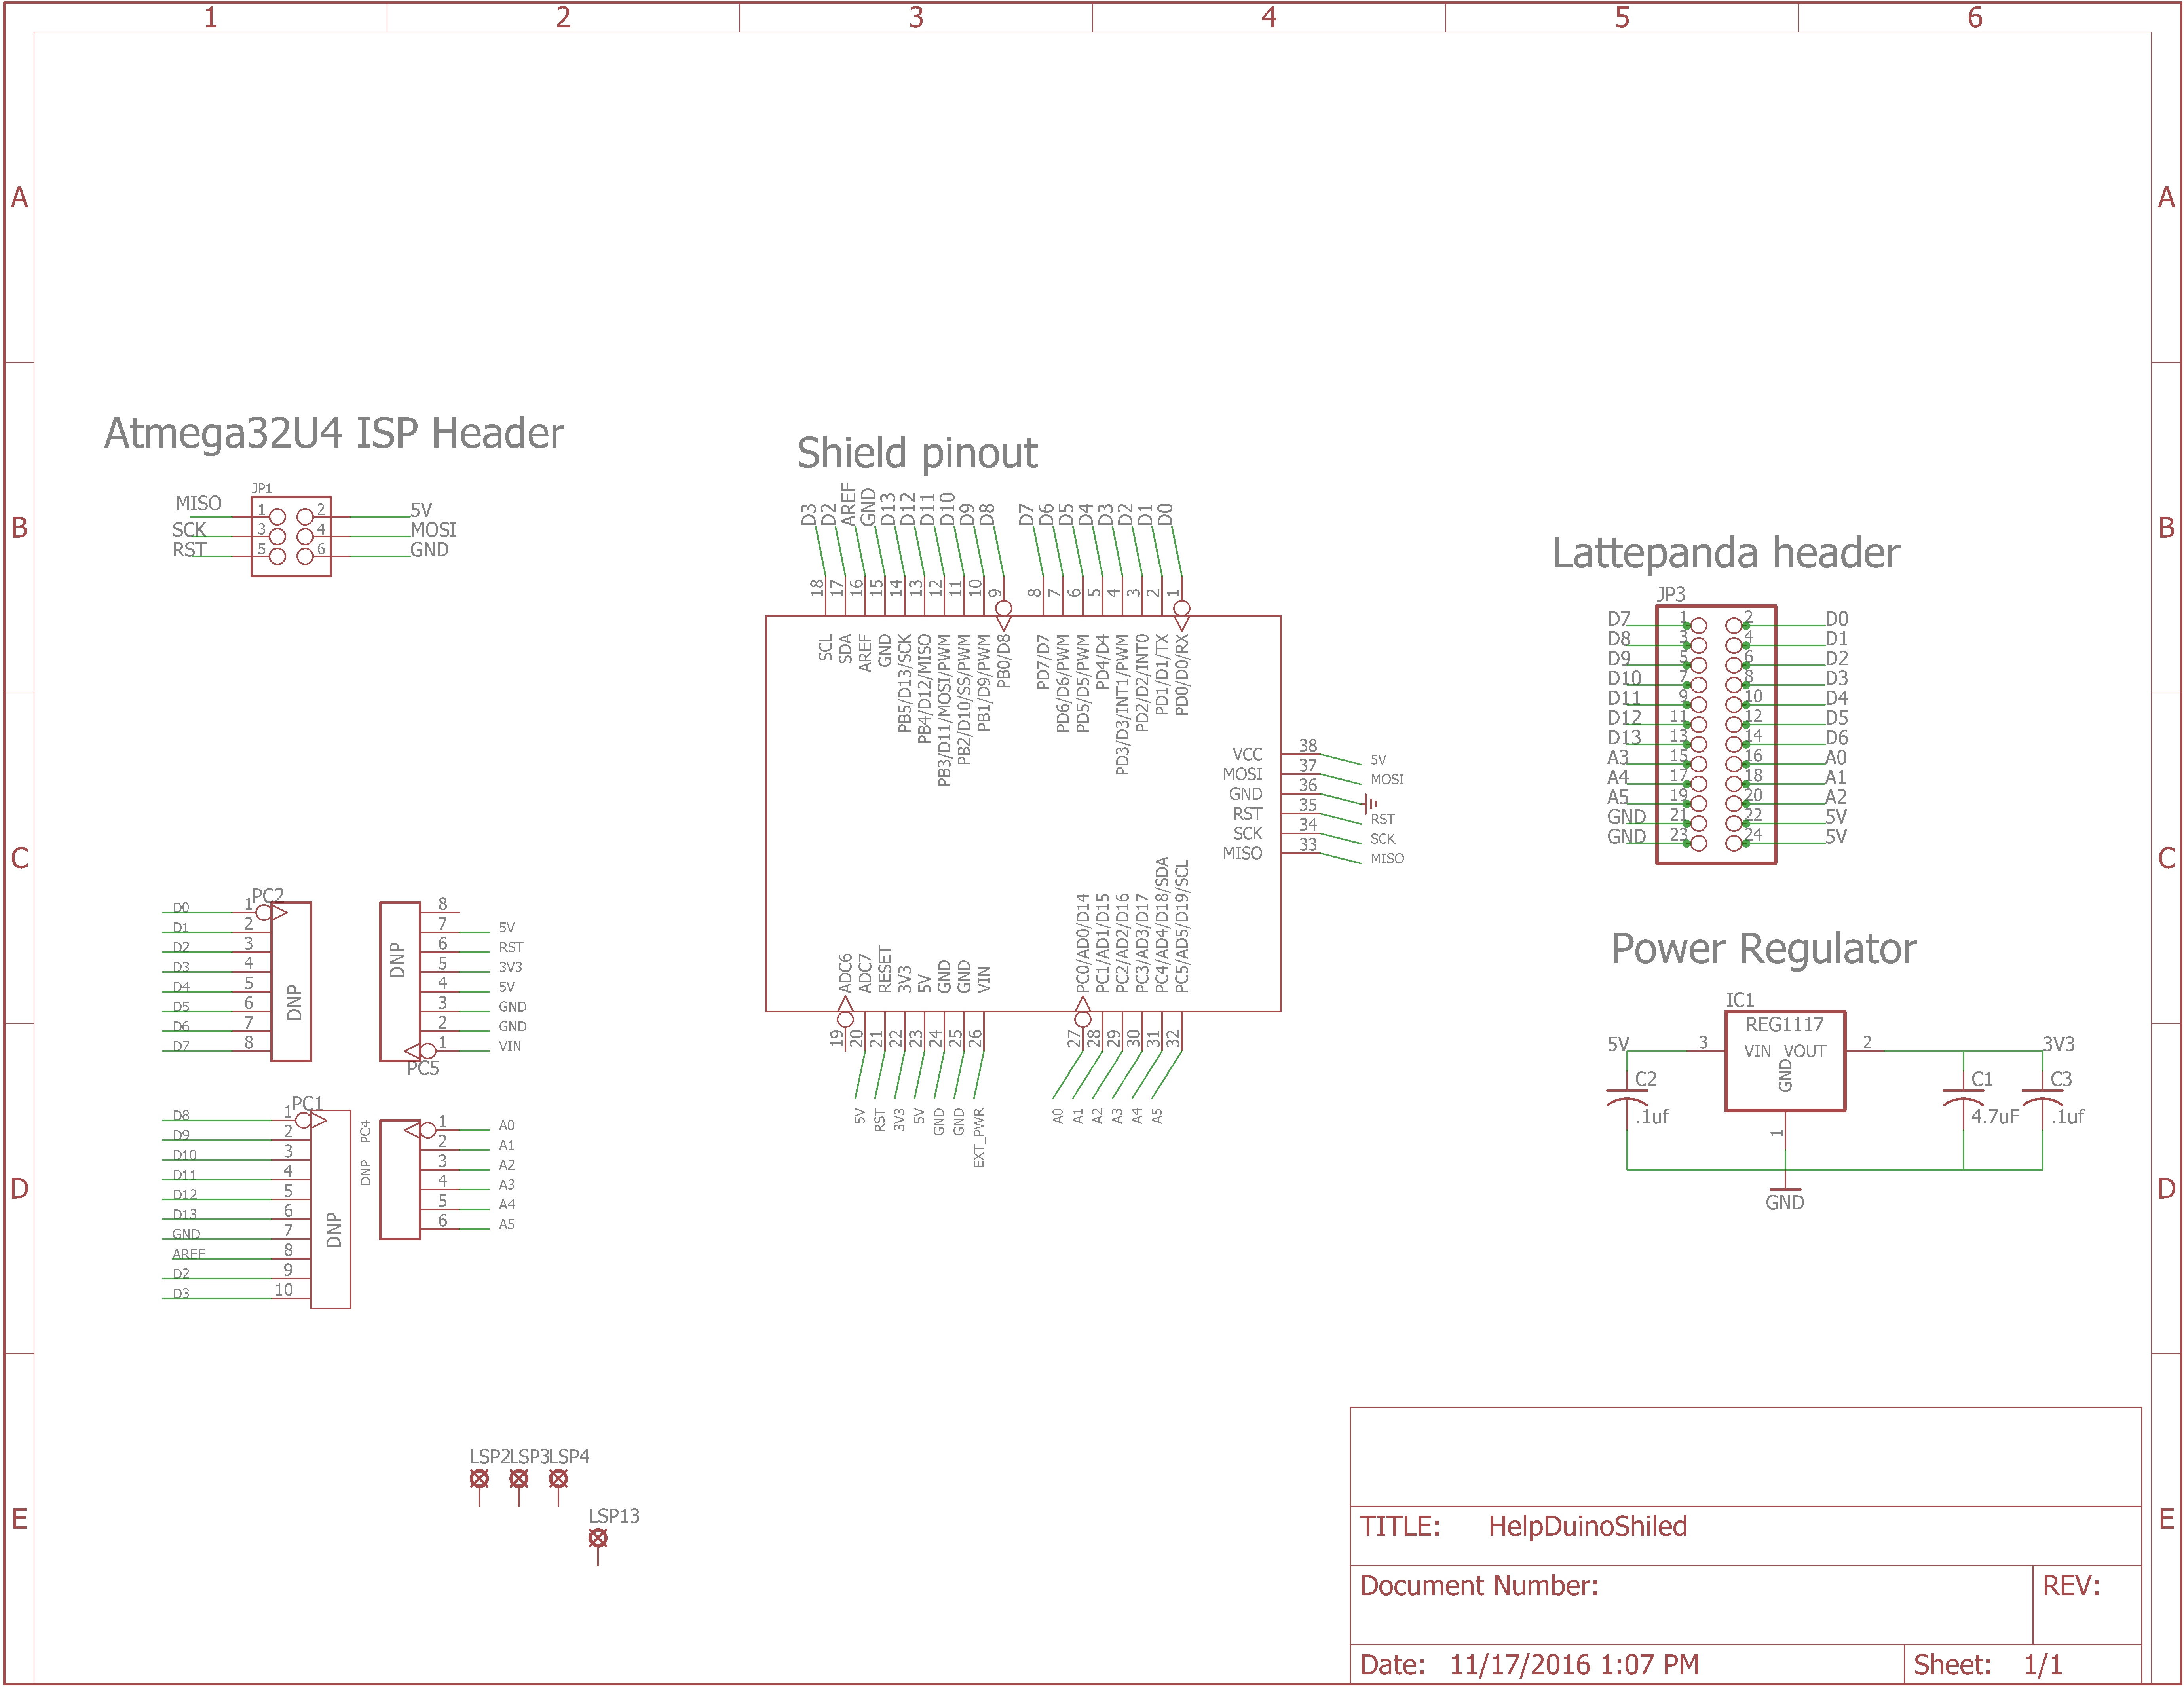 1 2 3 4 5 6
A A
B B
C C
D D
E E
Atmega32U4 ISP Header
JP1
MISO 1 2 5V
SCK 3 4 MOSI
RST 5 6 GND
Shield pinout
D3 D2 AREF GND D13 D12 D11 D10 D9 D8 D7 D6 D5 D4 D3 D2 D1 D0
18 17 16 15 14 13 12 11 10 9 8 7 6 5 4 3 2 1
SCL
SDA
AREF
GND
PB5/D13/SCK
PB4/D12/MISO
PB3/D11/MOSI/PWM
PB2/D10/SS/PWM
PB1/D9/PWM
PB0/D8
PD7/D7
PD6/D6/PWM
PD5/D5/PWM
PD4/D4
PD3/D3/INT1/PWM
PD2/D2/INT0
PD1/D1/TX
PD0/D0/RX
VCC 38 5V
MOSI 37 MOSI
GND 36
RST 35 RST
SCK 34 SCK
MISO 33 MISO
ADC6
ADC7
RESET
3V3
5V
GND
GND
VIN
PC0/AD0/D14
PC1/AD1/D15
PC2/AD2/D16
PC3/AD3/D17
PC4/AD4/D18/SDA
PC5/AD5/D19/SCL
19 20 21 22 23 24 25 26 27 28 29 30 31 32
5V RST 3V3 5V GND GND EXT_PWR A0 A1 A2 A3 A4 A5
Lattepanda header
JP3
D7 1 2 D0
D8 3 4 D1
D9 5 6 D2
D10 7 8 D3
D11 9 10 D4
D12 11 12 D5
D13 13 14 D6
A3 15 16 A0
A4 17 18 A1
A5 19 20 A2
GND 21 22 5V
GND 23 24 5V
PC2
D0 1
D1 2
D2 3
D3 4
D4 5
D5 6
D6 7
D7 8
DNP
DNP
8
7 5V
6 RST
5 3V3
4 5V
3 GND
2 GND
1 VIN
PC5
PC1
D8 1
D9 2
D10 3
D11 4
D12 5
D13 6
GND 7
AREF 8
D2 9
D3 10
DNP
PC4
DNP
1 A0
2 A1
3 A2
4 A3
5 A4
6 A5
Power Regulator
IC1
REG1117
5V 3 VIN VOUT 2 3V3
GND
1
C2
.1uf
C1
4.7uF
C3
.1uf
GND
LSP2 LSP3 LSP4
LSP13
TITLE: HelpDuinoShiled
Document Number:
REV:
Date: 11/17/2016 1:07 PM
Sheet: 1/1